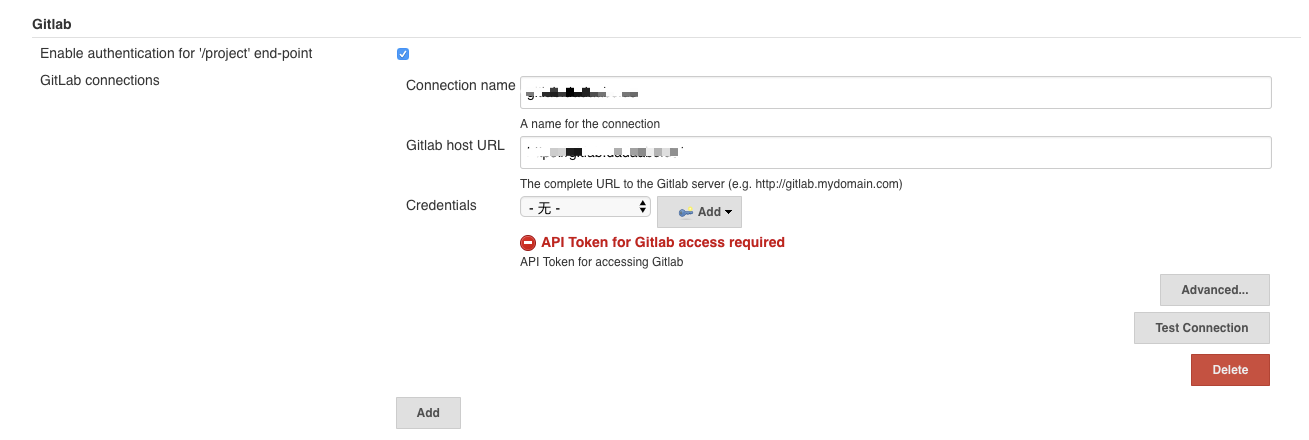 Gitlab
Enable authentication for '/project' end-point
GitLab connections
Connection name
A name for the connection
Gitlab host URL
The complete URL to the Gitlab server (e.g. http://gitlab.mydomain.com)
Credentials
- 无 -
Add
API Token for Gitlab access required
API Token for accessing Gitlab
Advanced...
Test Connection
Delete
Add